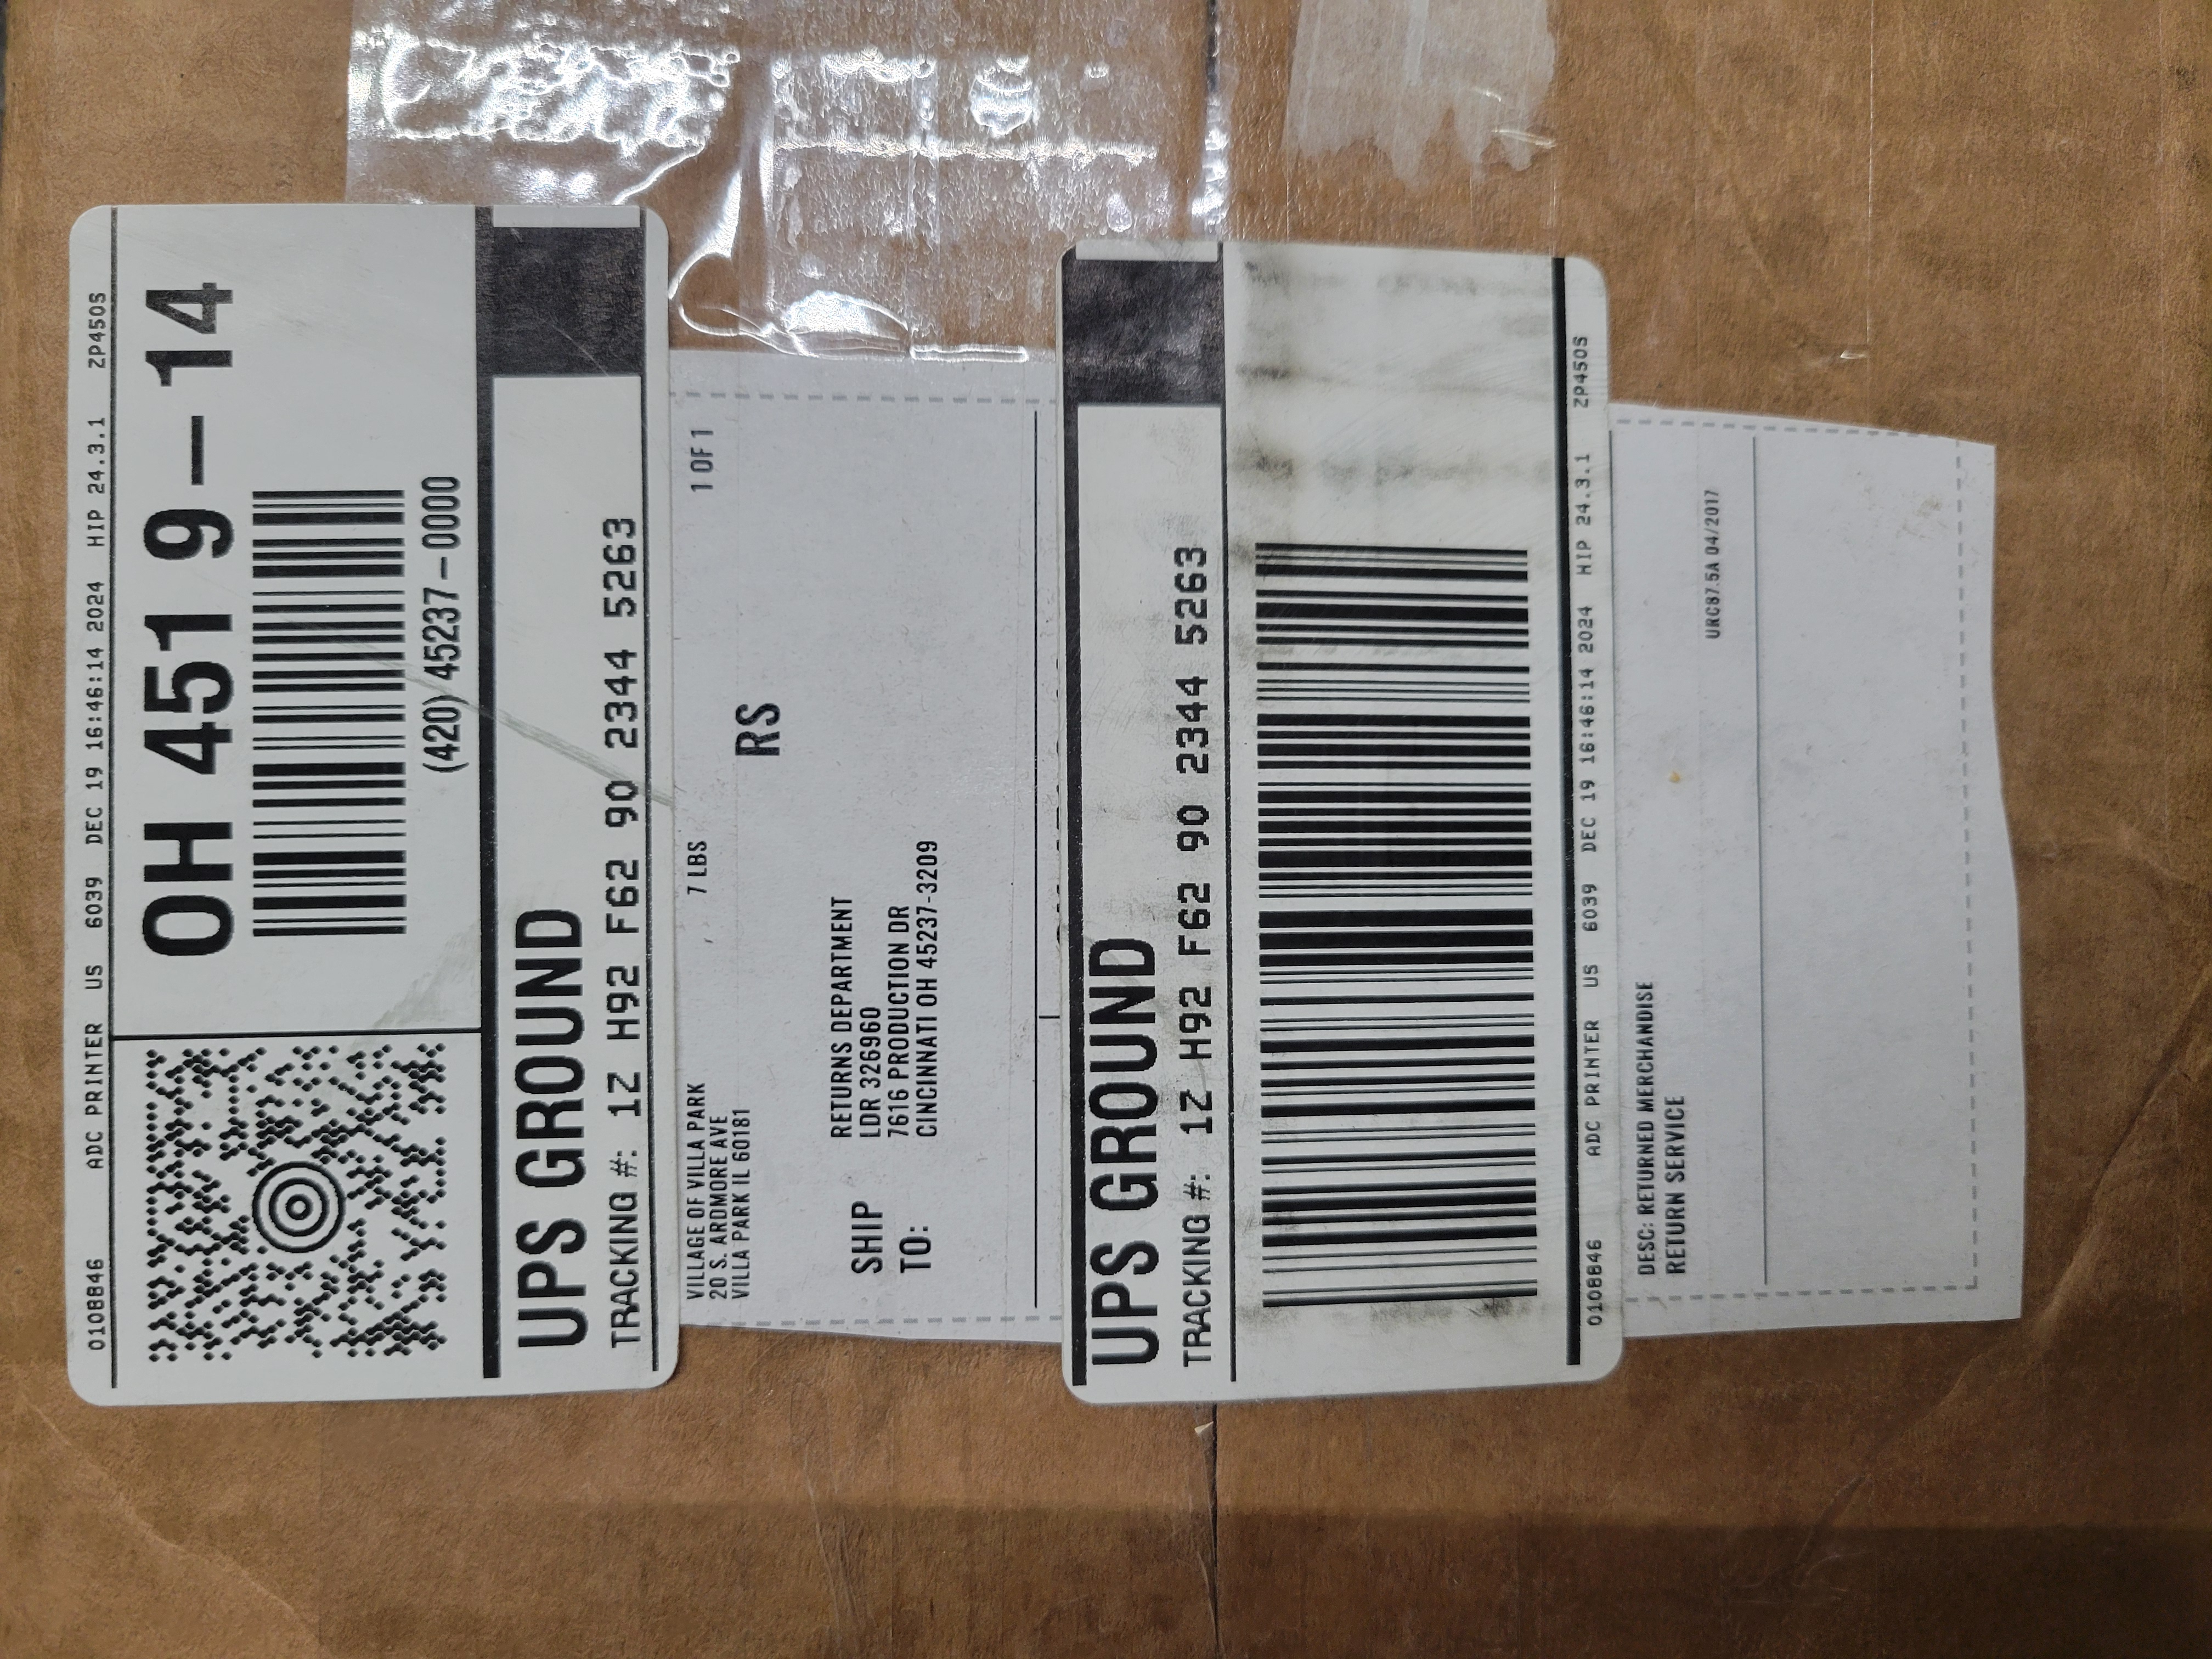 0108846 ADC PRINTER US 6039 DEC 19 16:46:14 2024 HIP 24.3.1 ZP450S
OH 451 9-14
(420) 45237-0000
UPS GROUND
TRACKING #: 1Z H92 F62 90 2344 5263
VILLAGE OF VILLA PARK
20 S. ARDMORE AVE
VILLA PARK IL 60181
7 LBS
1 OF 1
RS
SHIP
TO:
RETURNS DEPARTMENT
LDR 326960
7616 PRODUCTION DR
CINCINNATI OH 45237-3209
UPS GROUND
TRACKING #: 1Z H92 F62 90 2344 5263
0108846 ADC PRINTER US 6039 DEC 19 16:46:14 2024 HIP 24.3.1 ZP450S
DESC: RETURNED MERCHANDISE
RETURN SERVICE
URC87.5A 04/2017